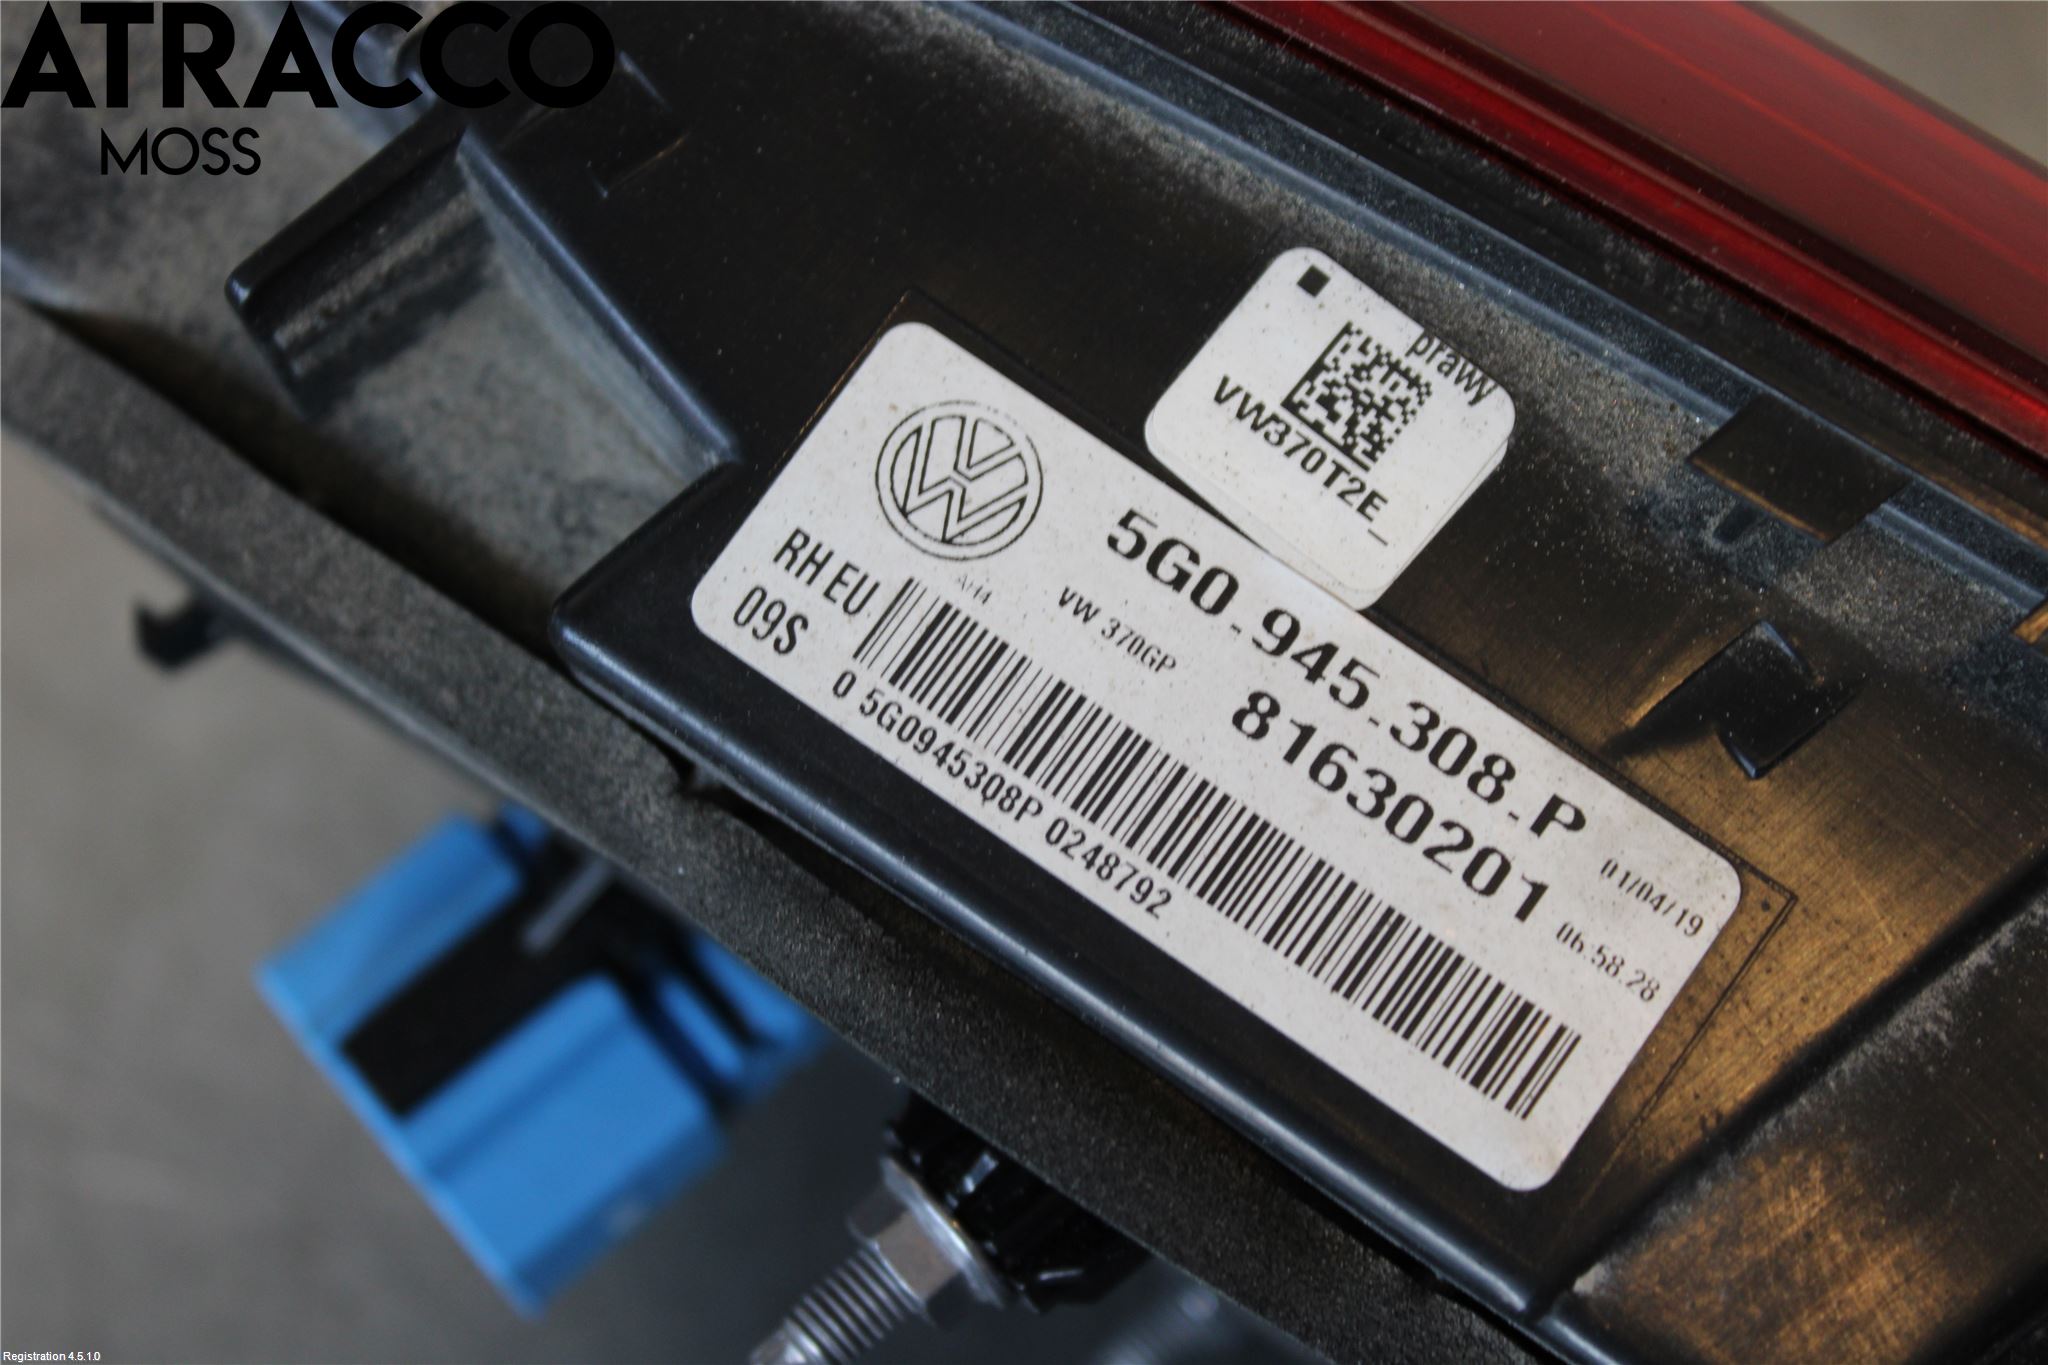 ATRACCO
MOSS
prawy
VW370T2E_
5G0.945.308.P
RH EU
VW 370GP
81630201
01/04/19
09S
06.58.28
0 5G0945308P 0248792
Registration 4.5.1.0